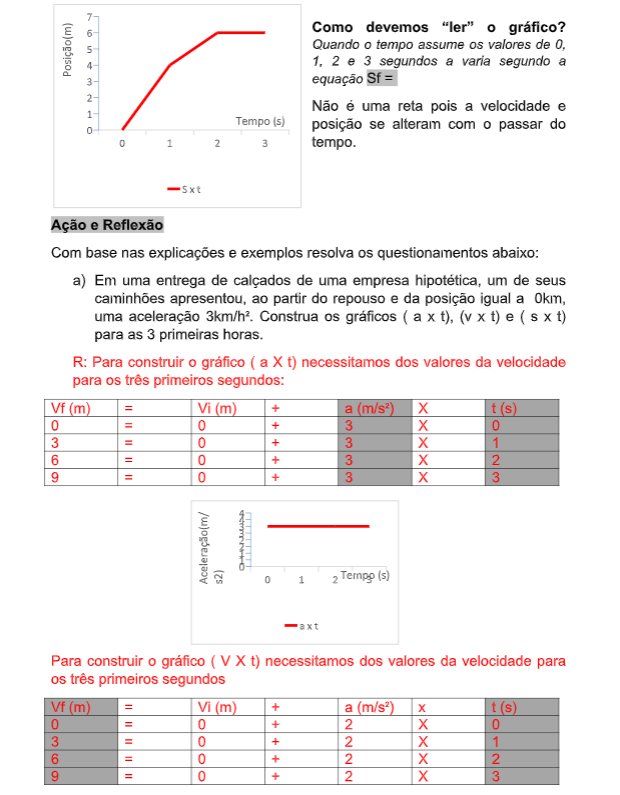 7
6
5
4
3
2
1
0
Posição(m)
Tempo (s)
0 1 2 3
S x t
Como devemos “ler” o gráfico?
Quando o tempo assume os valores de 0,
1, 2 e 3 segundos a varia segundo a
equação Sf =
Não é uma reta pois a velocidade e
posição se alteram com o passar do
tempo.
Ação e Reflexão
Com base nas explicações e exemplos resolva os questionamentos abaixo:
a) Em uma entrega de calçados de uma empresa hipotética, um de seus
caminhões apresentou, ao partir do repouso e da posição igual a 0km,
uma aceleração 3km/h². Construa os gráficos ( a x t), (v x t) e ( s x t)
para as 3 primeiras horas.
R: Para construir o gráfico ( a X t) necessitamos dos valores da velocidade
para os três primeiros segundos:
Vf (m) = Vi (m) + a (m/s²) X t (s)
0 = 0 + 3 X 0
3 = 0 + 3 X 1
6 = 0 + 3 X 2
9 = 0 + 3 X 3
Aceleração(m/
s2)
4
4
3
3
2
2
1
1
0
0 1 2 3
Tempo (s)
a x t
Para construir o gráfico ( V X t) necessitamos dos valores da velocidade para
os três primeiros segundos
Vf (m) = Vi (m) + a (m/s²) x t (s)
0 = 0 + 2 X 0
3 = 0 + 2 X 1
6 = 0 + 2 X 2
9 = 0 + 2 X 3